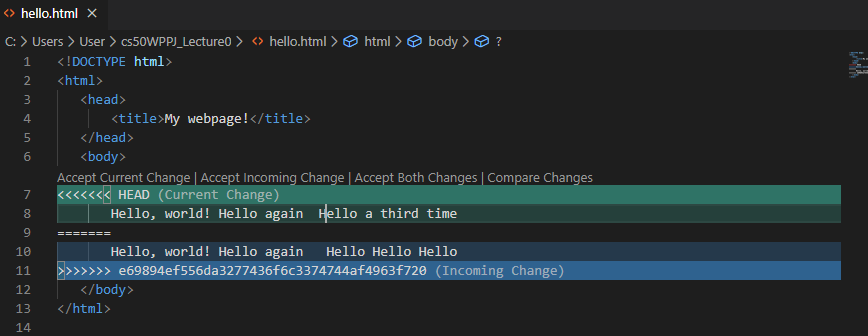 hello.html ×
C: > Users > User > cs50WPPJ_Lecture0 > hello.html > html > body > ?
1 <!DOCTYPE html>
2 <html>
3 <head>
4 <title>My webpage!</title>
5 </head>
6 <body>
Accept Current Change | Accept Incoming Change | Accept Both Changes | Compare Changes
7 <<<<<<< HEAD (Current Change)
8 Hello, world! Hello again  Hello a third time
9 =======
10 Hello, world! Hello again   Hello Hello Hello
11 >>>>>>> e69894ef556da3277436f6c3374744af4963f720 (Incoming Change)
12 </body>
13 </html>
14